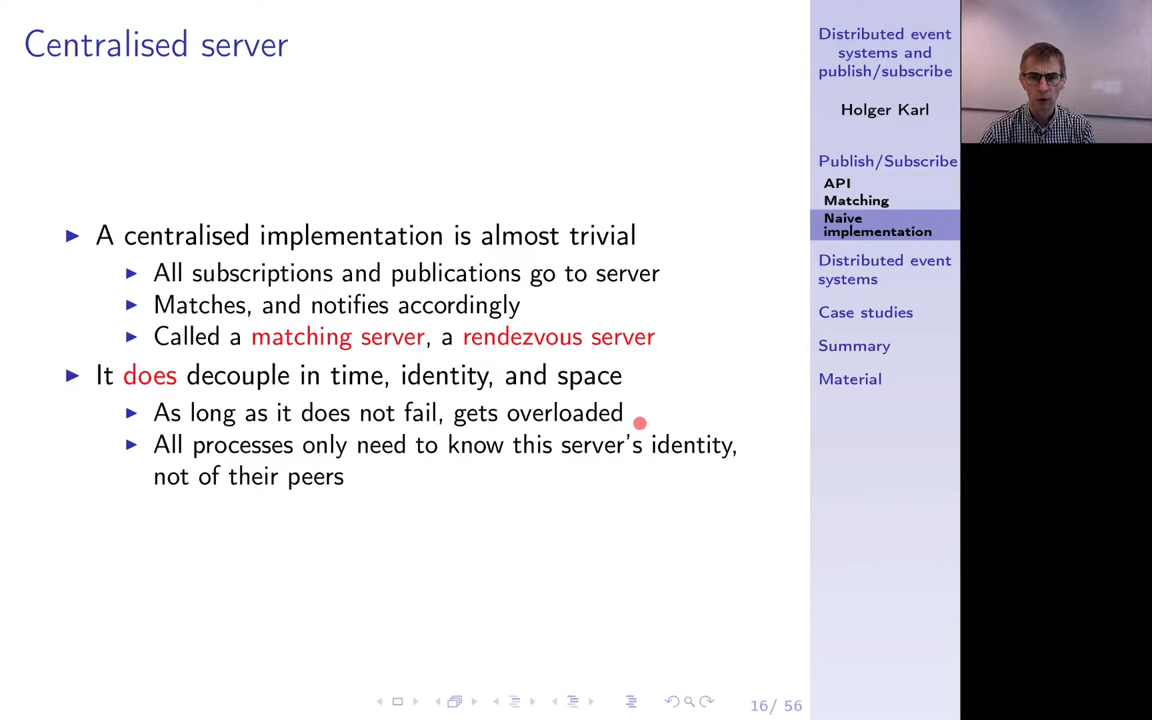 Centralised server
A centralised implementation is almost trivial
All subscriptions and publications go to server
Matches, and notifies accordingly
Called a matching server, a rendezvous server
It does decouple in time, identity, and space
As long as it does not fail, gets overloaded
All processes only need to know this server's identity,
not of their peers
16/ 56
Distributed event
systems and
publish/subscribe
Holger Karl
Publish/Subscribe
API
Matching
Naive
implementation
Distributed event
systems
Case studies
Summary
Material